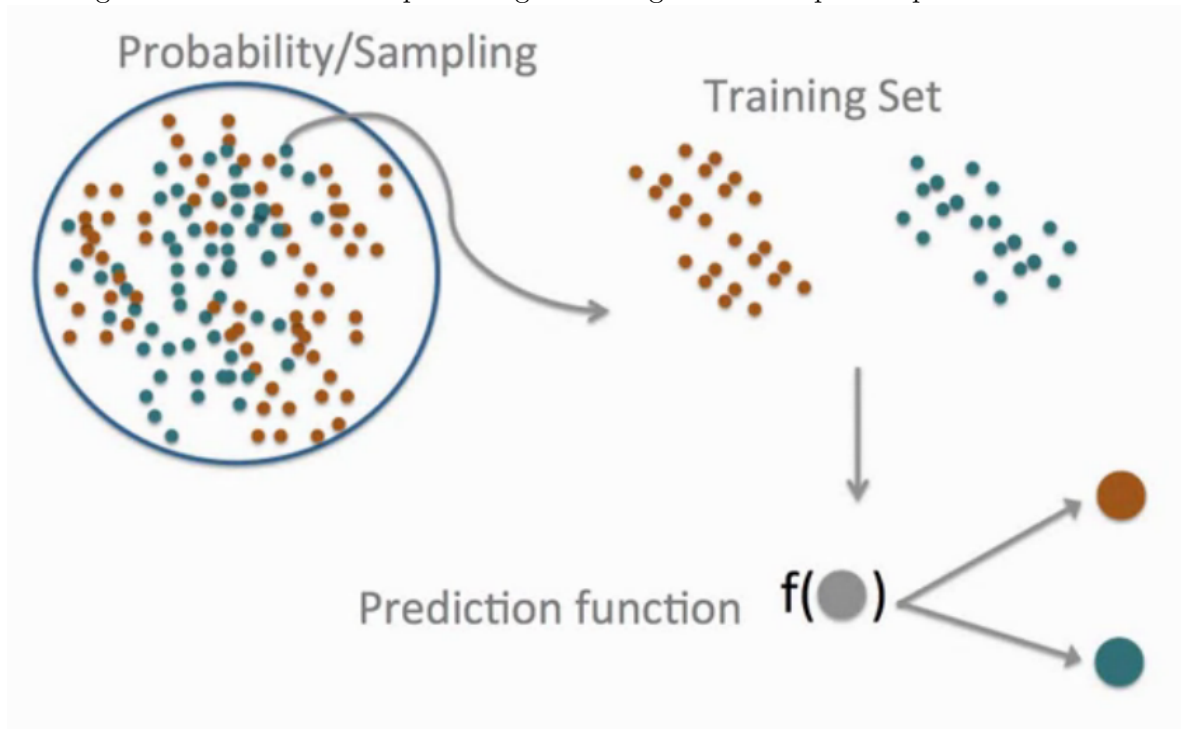 Probability/Sampling
Training Set
Prediction function
f( )